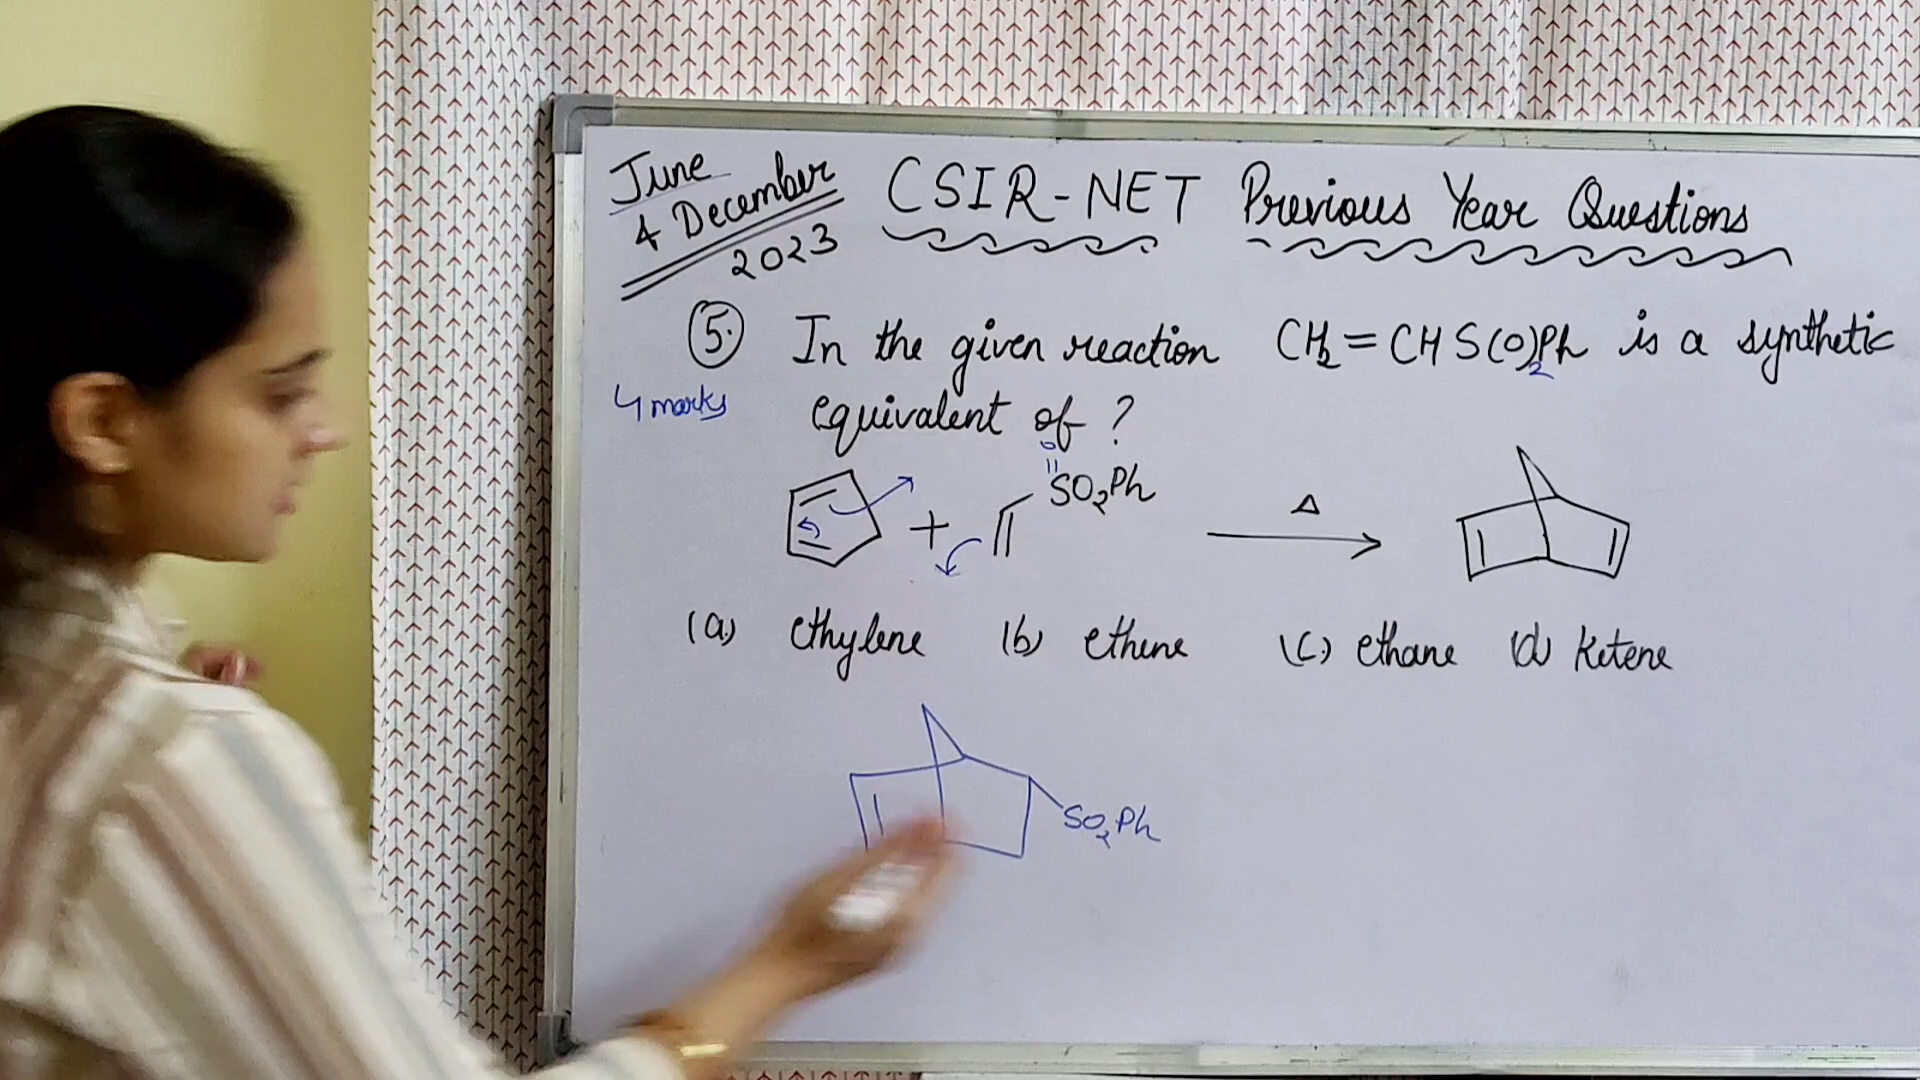 June
& December
2023
CSIR-NET Previous Year Questions
5. In the given reaction CH₂=CHS(O)₂Ph is a synthetic
4 marks
equivalent of ?
O
+ SO₂Ph Δ
(a) ethylene (b) ethene (c.) ethane (d) Ketene
SO₂Ph